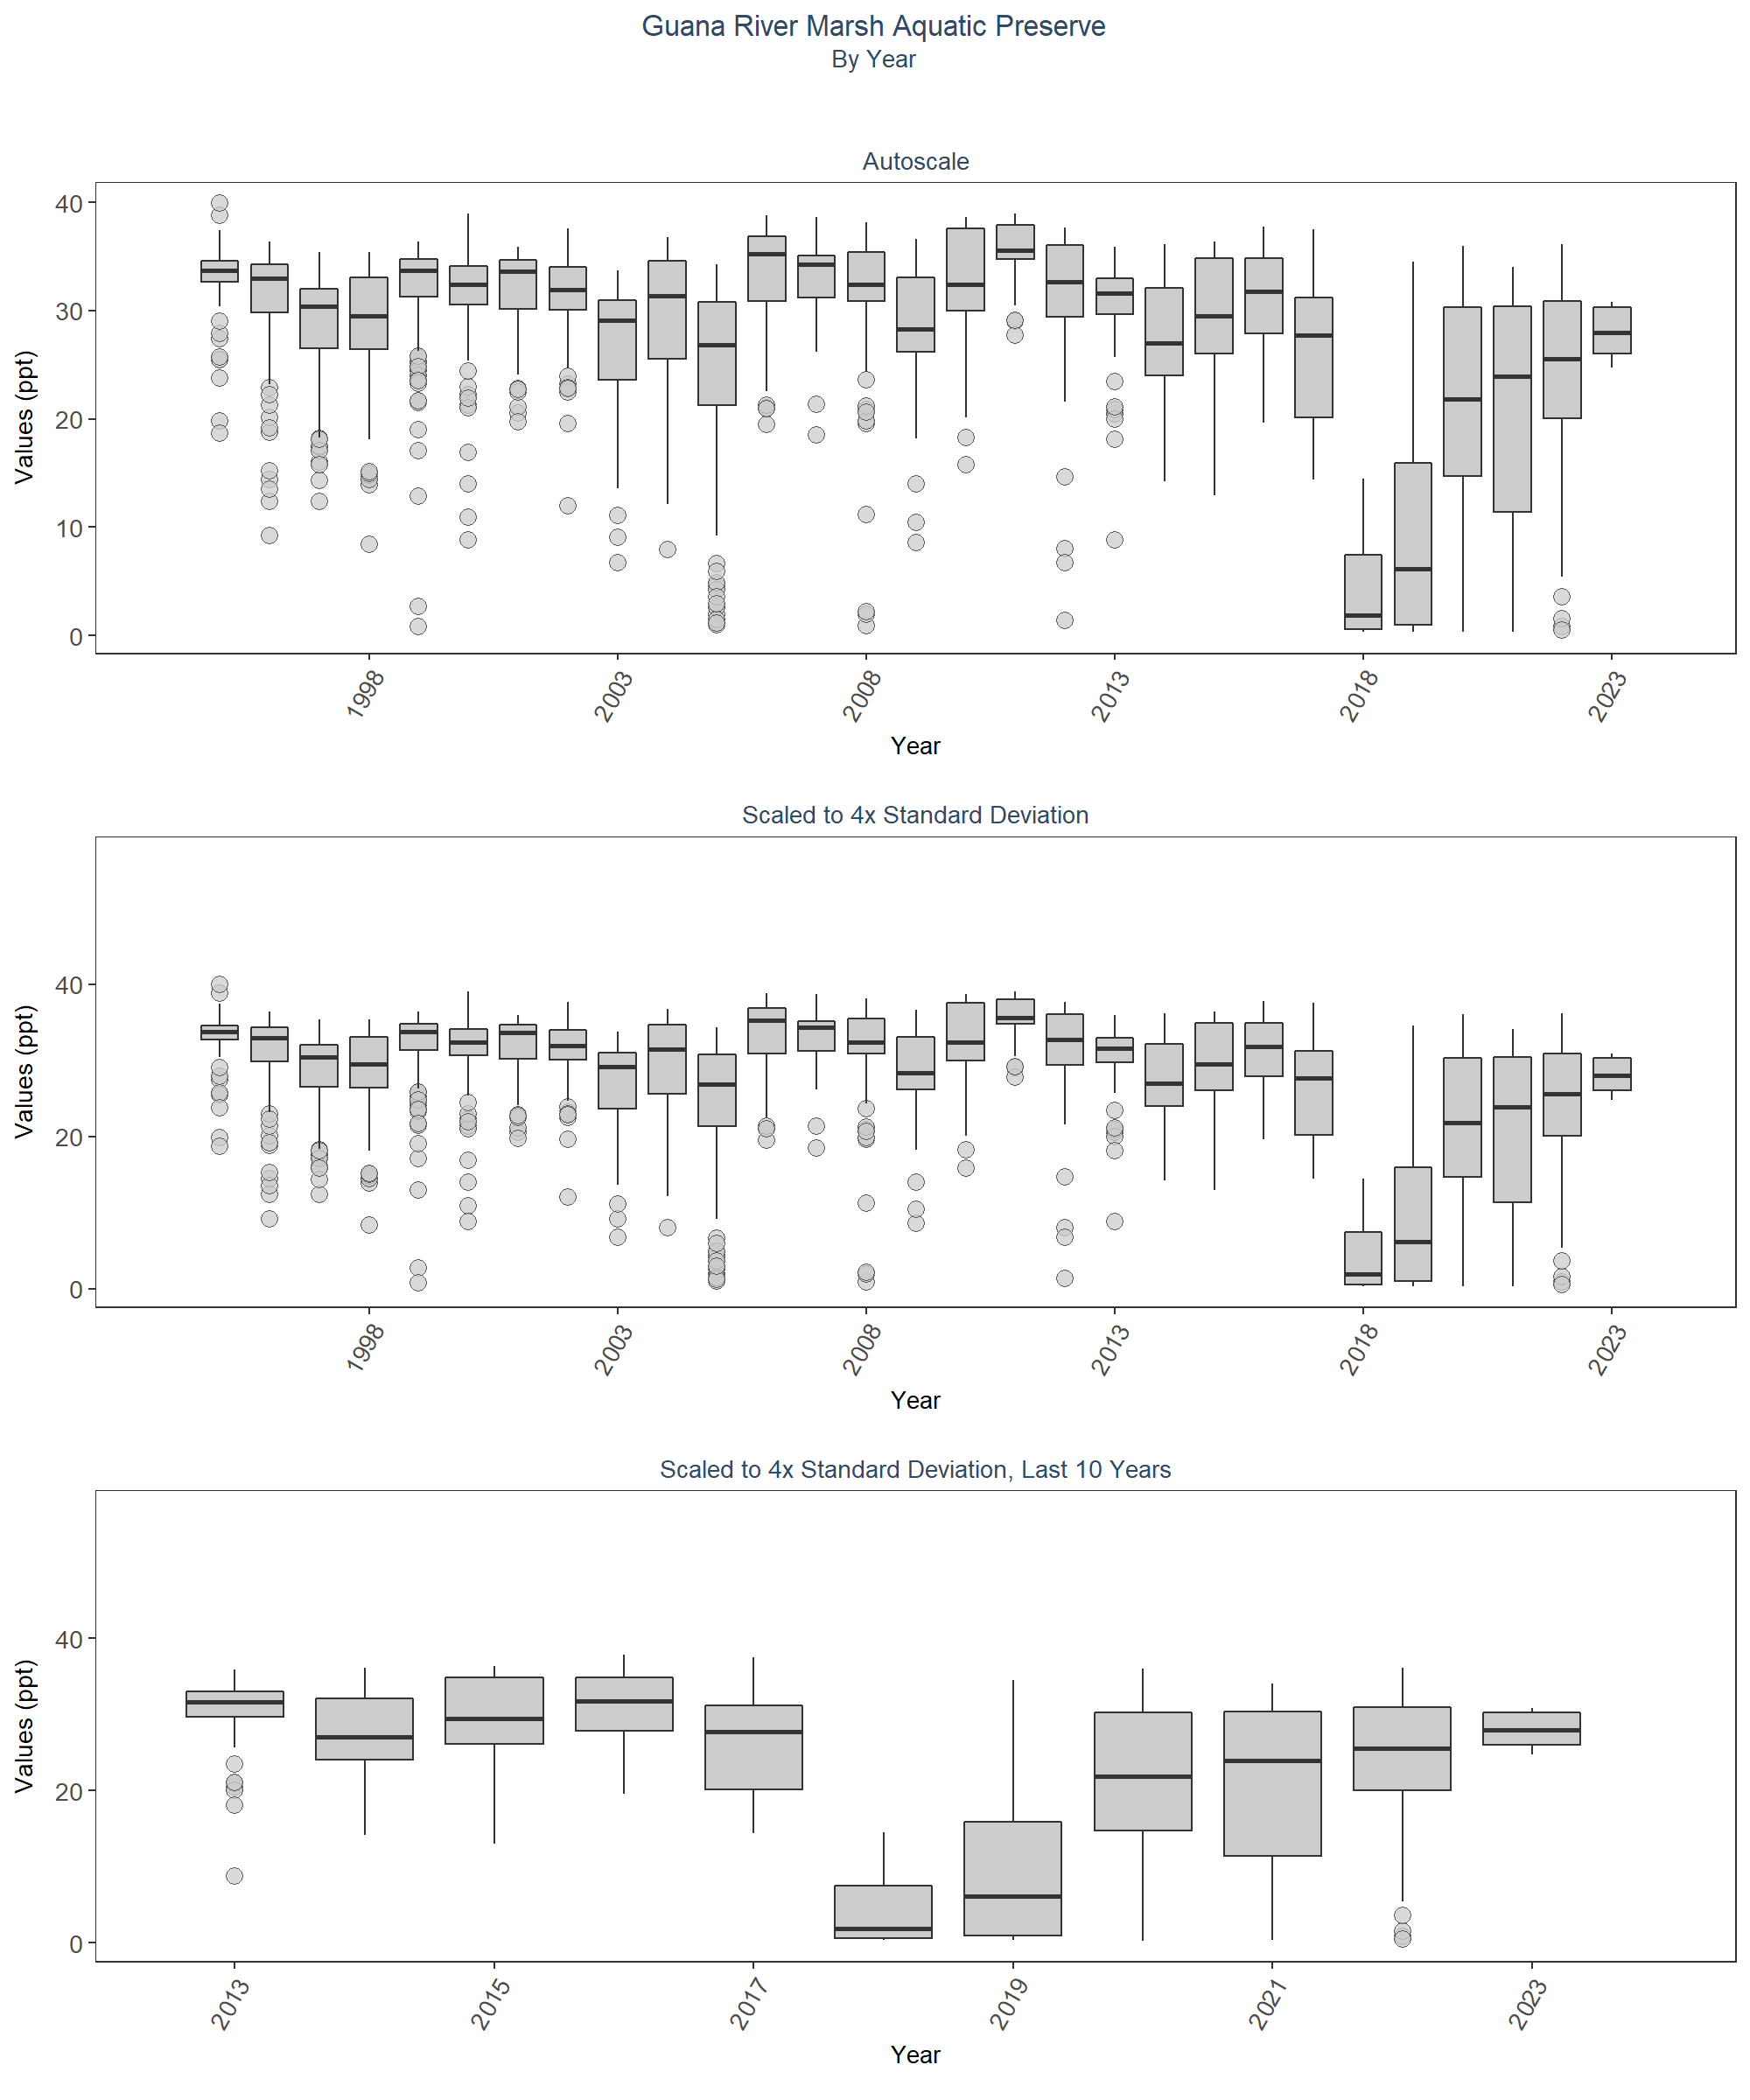 Guana River Marsh Aquatic Preserve
By Year
Autoscale
Values (ppt)
40
30
20
10
0
1998
2003
2008
2013
2018
2023
Year
Scaled to 4x Standard Deviation
Values (ppt)
40
20
0
1998
2003
2008
2013
2018
2023
Year
Scaled to 4x Standard Deviation, Last 10 Years
Values (ppt)
40
20
0
2013
2015
2017
2019
2021
2023
Year